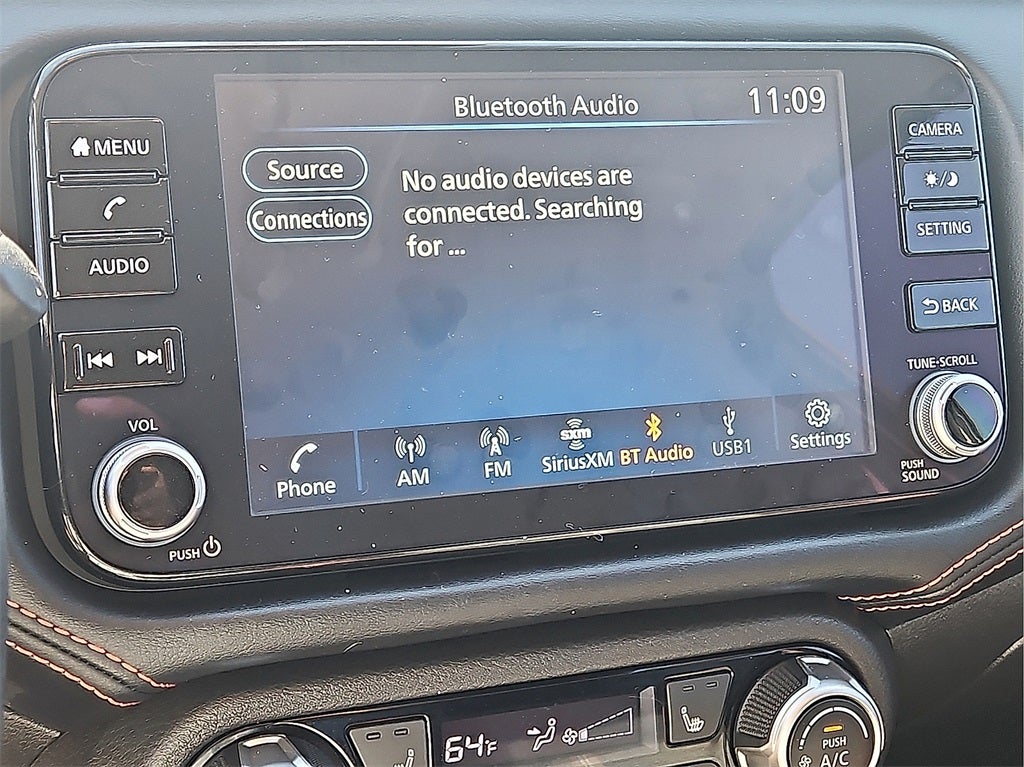 Bluetooth Audio
11:09
MENU
AUDIO
VOL
PUSH
Source
Connections
No audio devices are
connected. Searching
for ...
Phone
AM
FM
sxm
SiriusXM
BT Audio
USB1
Settings
CAMERA
/
SETTING
BACK
TUNE·SCROLL
PUSH
SOUND
64°F
PUSH
A/C